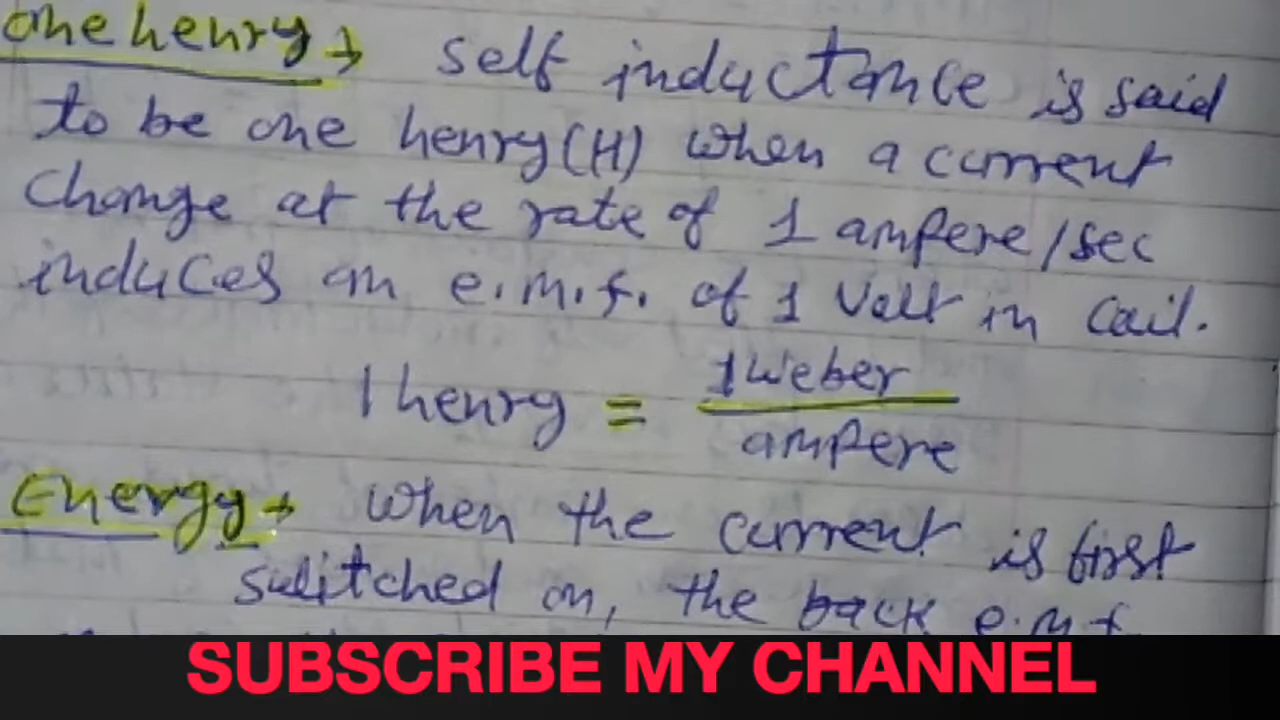 one henry → self inductance is said
to be one henry (H) when a current
change at the rate of 1 ampere/sec
induces an e.m.f. of 1 Volt in coil.
1 henry = 1 weber
ampere
Energy → when the current is first
switched on, the back e.m.f.
SUBSCRIBE MY CHANNEL